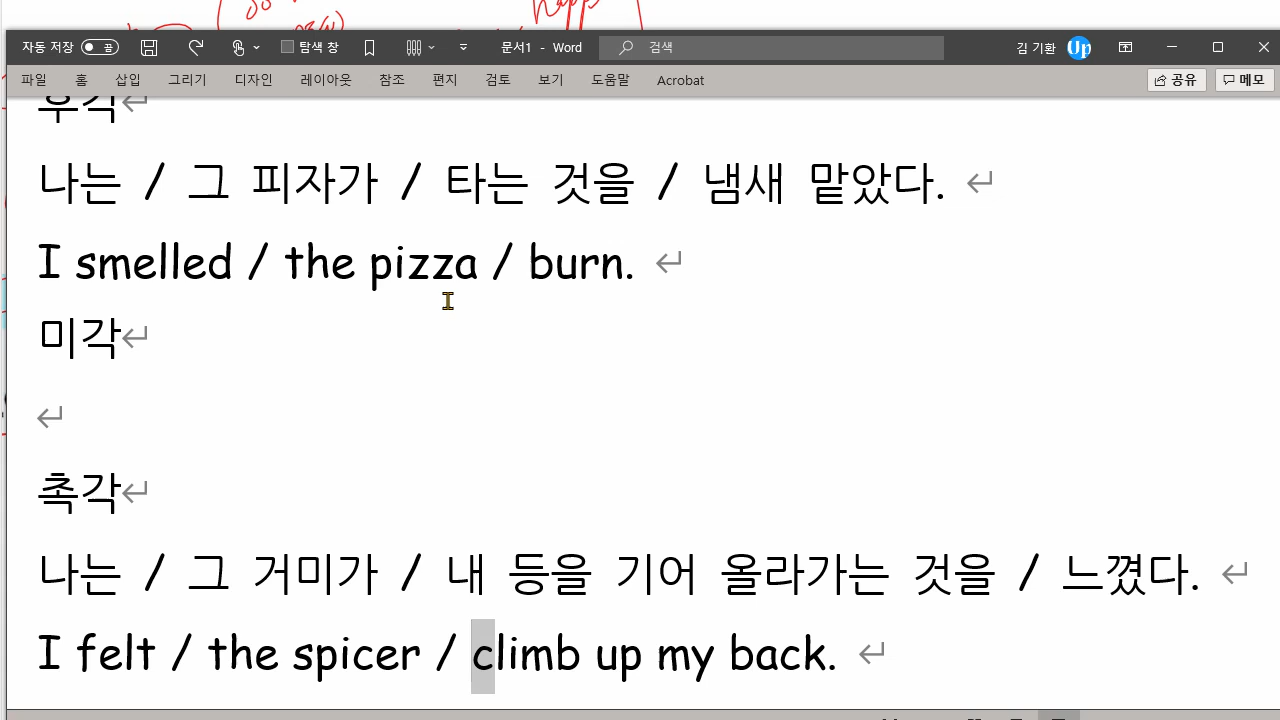 자동 저장 끔 탐색 창 문서1 - Word 검색 김 기환 Up
파일 홈 삽입 그리기 디자인 레이아웃 참조 편지 검토 보기 도움말 Acrobat 공유 메모
후각
나는 / 그 피자가 / 타는 것을 / 냄새 맡았다.
I smelled / the pizza / burn.
미각
촉각
나는 / 그 거미가 / 내 등을 기어 올라가는 것을 / 느꼈다.
I felt / the spicer / climb up my back.